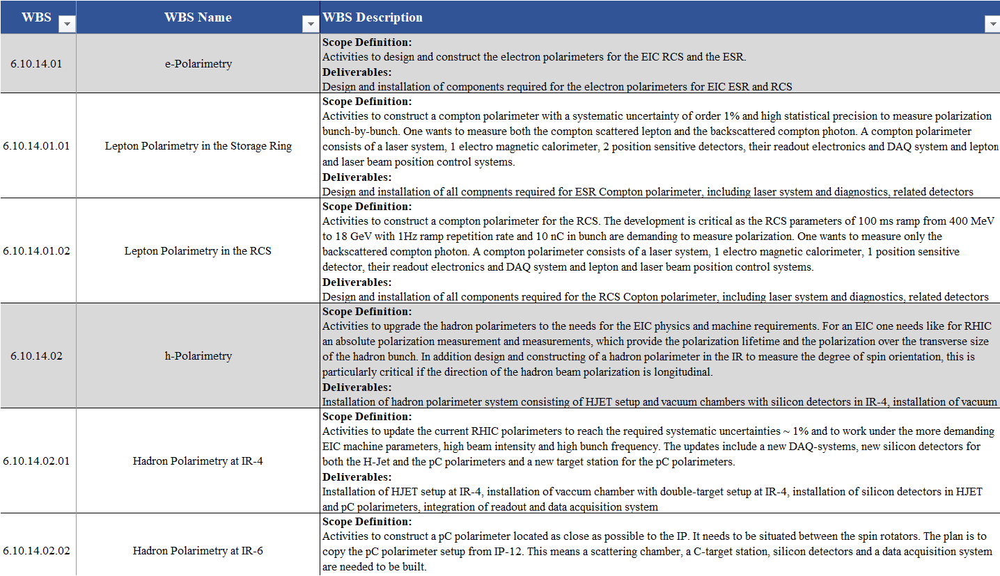 WBS WBS Name WBS Description
Scope Definition:
Activities to design and construct the electron polarimeters for the EIC RCS and the ESR.
6.10.14.01 e-Polarimetry
Deliverables:
Design and installation of components required for the electron polarimeters for EIC ESR and RCS
Scope Definition:
Activities to construct a compton polarimeter with a systematic uncertainty of order 1% and high statistical precision to measure polarization
bunch-by-bunch. One wants to measure both the compton scattered lepton and the backscattered compton photon. A compton polarimeter
6.10.14.01.01 Lepton Polarimetry in the Storage Ring
consists of a laser system, 1 electro magnetic calorimeter, 2 position sensitive detectors, their readout electronics and DAQ system and lepton
and laser beam position control systems.
Deliverables:
Design and installation of all compnents required for ESR Compton polarimeter, including laser system and diagnostics, related detectors
Scope Definition:
Activities to construct a compton polarimeter for the RCS. The development is critical as the RCS parameters of 100 ms ramp from 400 MeV
to 18 GeV with 1Hz ramp repetition rate and 10 nC in bunch are demanding to measure polarization. One wants to measure only the
6.10.14.01.02 Lepton Polarimetry in the RCS
backscattered compton photon. A compton polarimeter consists of a laser system, 1 electro magnetic calorimeter, 1 position sensitive
detector, their readout electronics and DAQ system and lepton and laser beam position control systems.
Deliverables:
Design and installation of all components required for the RCS Copton polarimeter, including laser system and diagnostics, related detectors
Scope Definition:
Activities to upgrade the hadron polarimeters to the needs for the EIC physics and machine requirements. For an EIC one needs like for RHIC
an absolute polarization measurement and measurements, which provide the polarization lifetime and the polarization over the transverse size
6.10.14.02 h-Polarimetry
of the hadron bunch. In addition design and constructing of a hadron polarimeter in the IR to measure the degree of spin orientation, this is
particularly critical if the direction of the hadron beam polarization is longitudinal.
Deliverables:
Installation of hadron polarimeter system consisting of HJET setup and vacuum chambers with silicon detectors in IR-4, installation of vacuum
Scope Definition:
Activities to update the current RHIC polarimeters to reach the required systematic uncertainties ~ 1% and to work under the more demanding
EIC machine parameters, high beam intensity and high bunch frequency. The updates include a new DAQ-systems, new silicon detectors for
6.10.14.02.01 Hadron Polarimetry at IR-4
both the H-Jet and the pC polarimeters and a new target station for the pC polarimeters.
Deliverables:
Installation of HJET setup at IR-4, installation of vaccum chamber with double-target setup at IR-4, installation of silicon detectors in HJET
and pC polarimeters, integration of readout and data acquisition system
Scope Definition:
Activities to construct a pC polarimeter located as close as possible to the IP. It needs to be situated between the spin rotators. The plan is to
6.10.14.02.02 Hadron Polarimetry at IR-6
copy the pC polarimeter setup from IP-12. This means a scattering chamber, a C-target station, silicon detectors and a data acquisition system
are needed to be built.